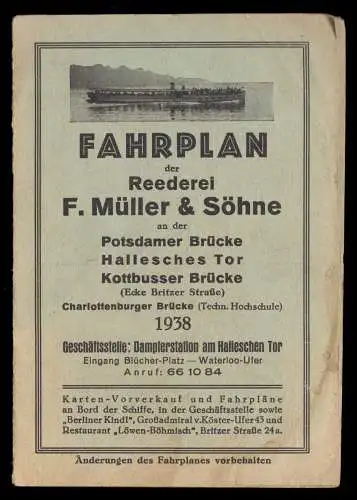 FAHRPLAN
der
Reederei
F. Müller & Söhne
an der
Potsdamer Brücke
Hallesches Tor
Kottbusser Brücke
(Ecke Britzer Straße)
Charlottenburger Brücke (Techn. Hochschule)
1938
Geschäftsstelle: Dampferstation am Halleschen Tor
Eingang Blücher-Platz — Waterloo-Ufer
Anruf: 66 10 84
Karten-Vorverkauf und Fahrpläne
an Bord der Schiffe, in der Geschäftsstelle sowie
„Berliner Kindl", Großadmiral v. Köster-Ufer 43 und
Restaurant „Löwen-Böhmisch", Britzer Straße 24a.
Änderungen des Fahrplanes vorbehalten